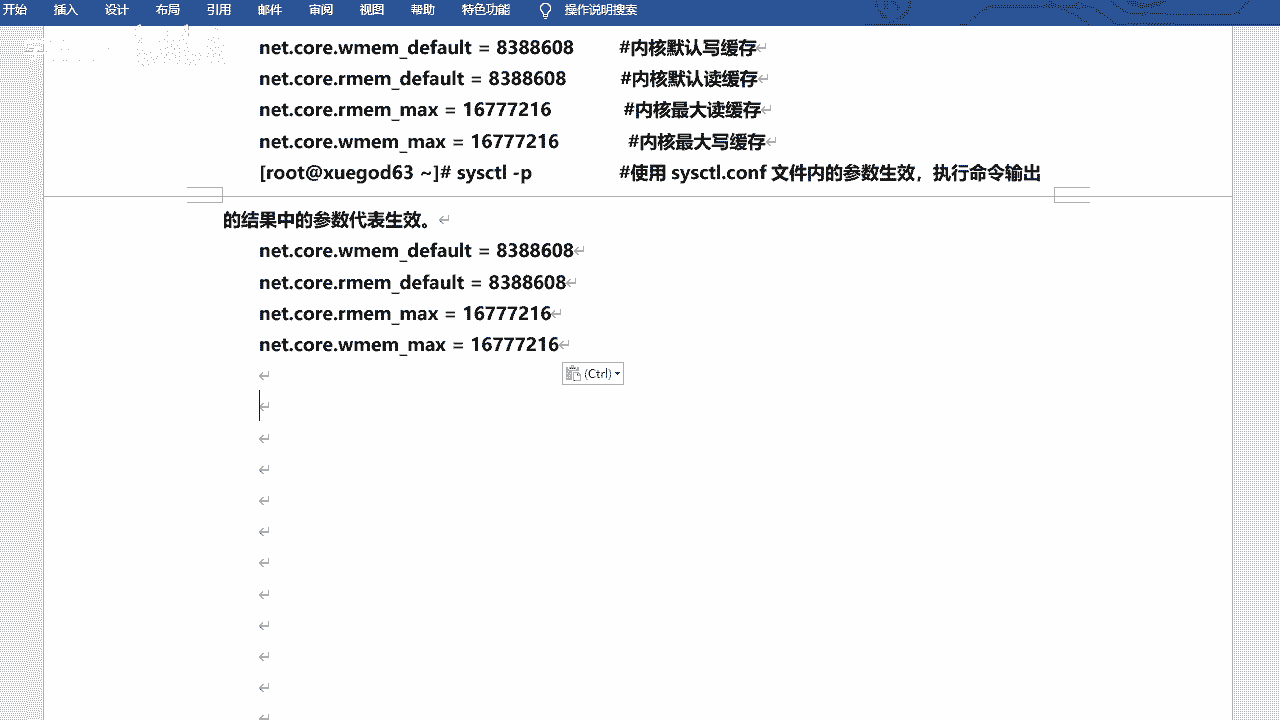 开始 插入 设计 布局 引用 邮件 审阅 视图 帮助 特色功能 操作说明搜索
net.core.wmem_default = 8388608 #内核默认写缓存
net.core.rmem_default = 8388608 #内核默认读缓存
net.core.rmem_max = 16777216 #内核最大读缓存
net.core.wmem_max = 16777216 #内核最大写缓存
[root@xuegod63 ~]# sysctl -p #使用 sysctl.conf 文件内的参数生效，执行命令输出
的结果中的参数代表生效。
net.core.wmem_default = 8388608
net.core.rmem_default = 8388608
net.core.rmem_max = 16777216
net.core.wmem_max = 16777216
(Ctrl)